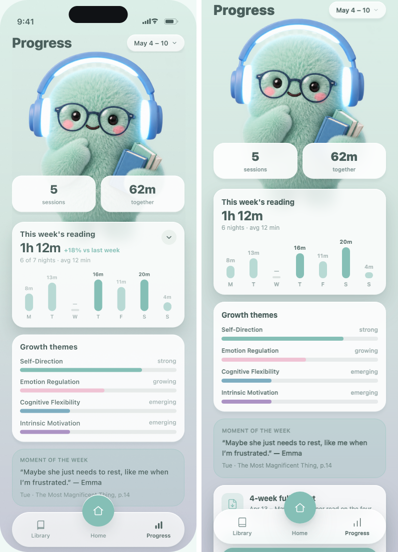 9:41
Progress
May 4 – 10
5
sessions
62m
together
This week's reading
1h 12m +18% vs last week
6 of 7 nights · avg 12 min
8m
13m
—
16m
11m
20m
4m
M T W T F S S
Growth themes
Self-Direction strong
Emotion Regulation growing
Cognitive Flexibility emerging
Intrinsic Motivation emerging
MOMENT OF THE WEEK
“Maybe she just needs to rest, like me when
I'm frustrated.” — Emma
Tue · The Most Magnificent Thing, p.14
Library
Home
Progress
Progress
May 4 – 10
5
sessions
62m
together
This week's reading
1h 12m
6 nights · avg 12 min
8m
13m
—
16m
11m
20m
4m
M T W T F S S
Growth themes
Self-Direction strong
Emotion Regulation growing
Cognitive Flexibility emerging
Intrinsic Motivation emerging
MOMENT OF THE WEEK
“Maybe she just needs to rest, like me when
I'm frustrated.” — Emma
Tue · The Most Magnificent Thing, p.14
4-week
Library
Home
Progress